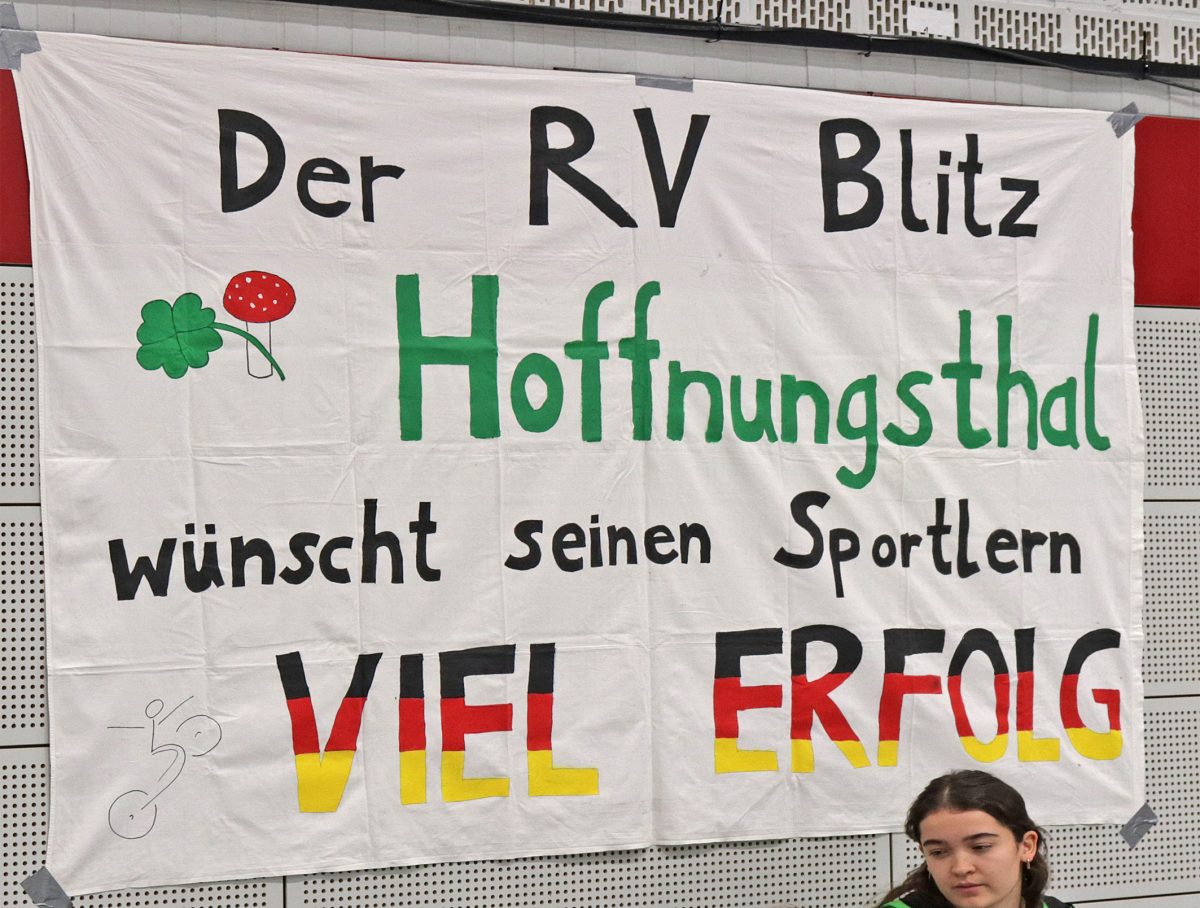 Der RV Blitz
Hoffnungsthal
wünscht seinen Sportlern
VIEL ERFOLG